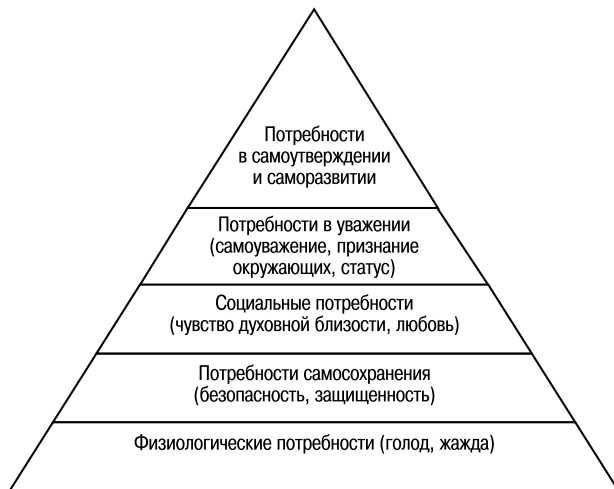 Потребности
в самоутверждении
и саморазвитии
Потребности в уважении
(самоуважение, признание
окружающих, статус)
Социальные потребности
(чувство духовной близости, любовь)
Потребности самосохранения
(безопасность, защищенность)
Физиологические потребности (голод, жажда)